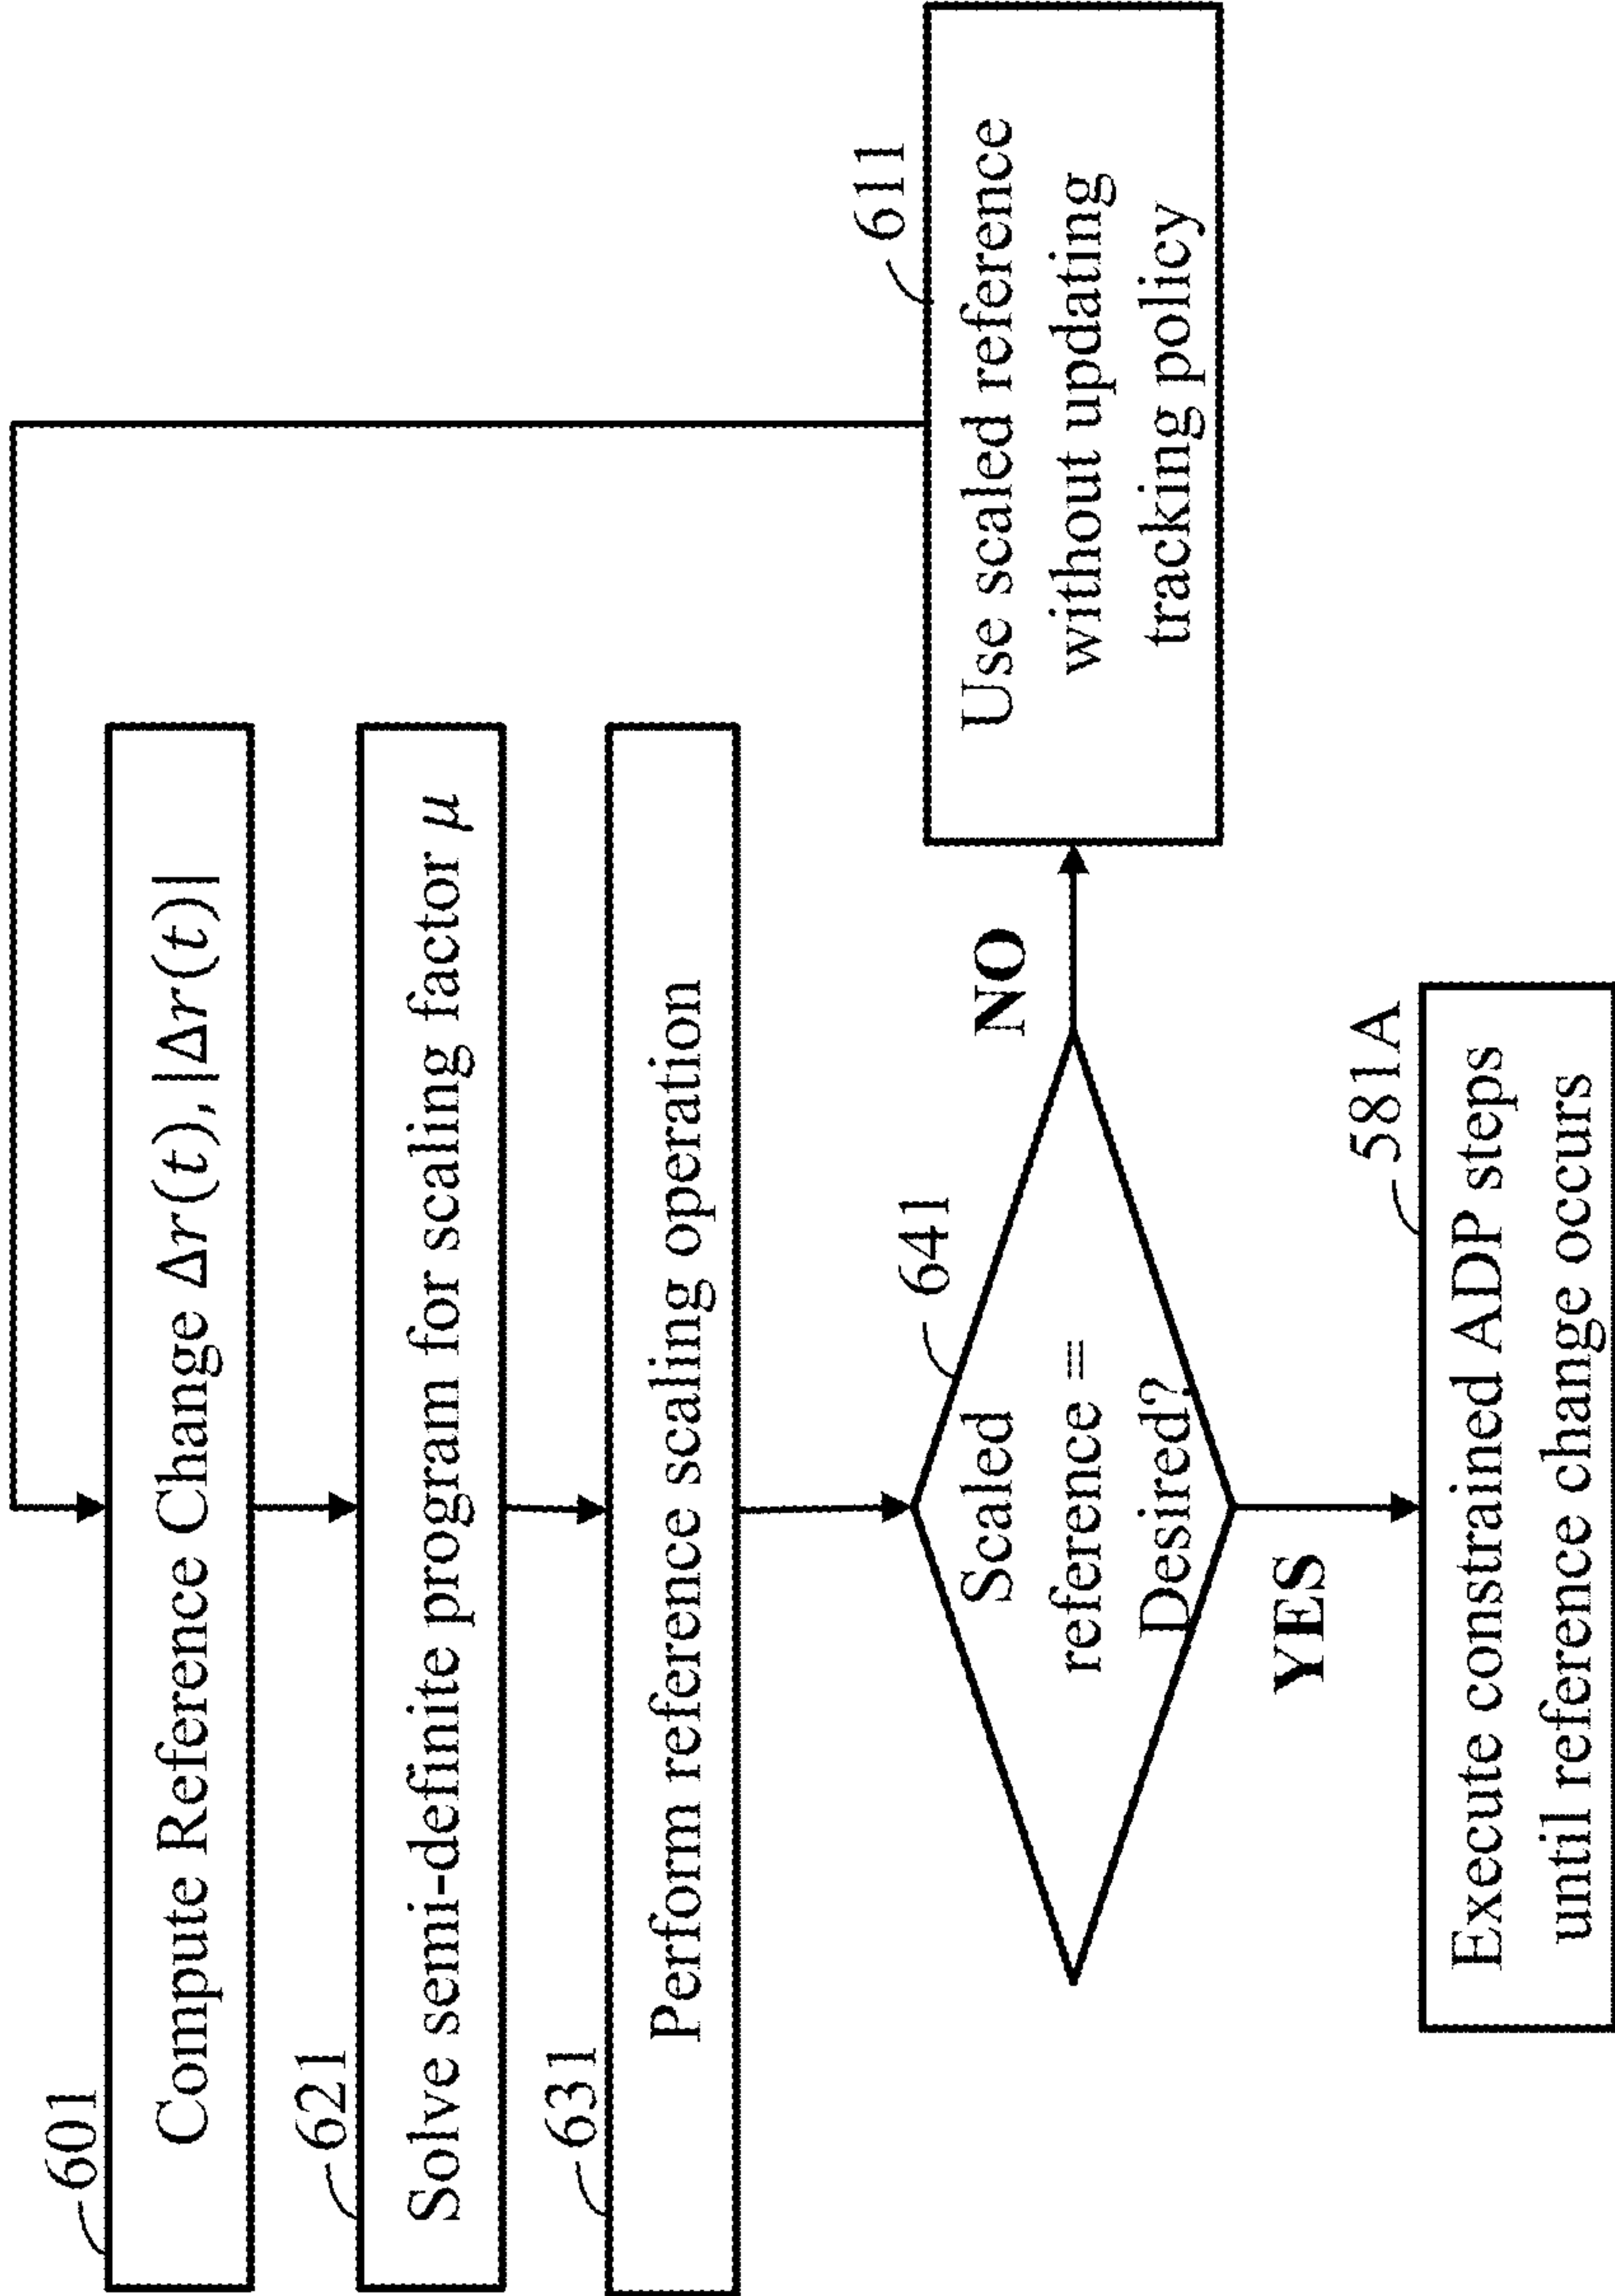 601
Compute Reference Change Δr(t),|Δr(t)|
621
Solve semi-definite program for scaling factor μ
631
Perform reference scaling operation
641
Scaled
reference =
Desired?
NO
611
Use scaled reference
without updating
tracking policy
YES
581A
Execute constrained ADP steps
until reference change occurs